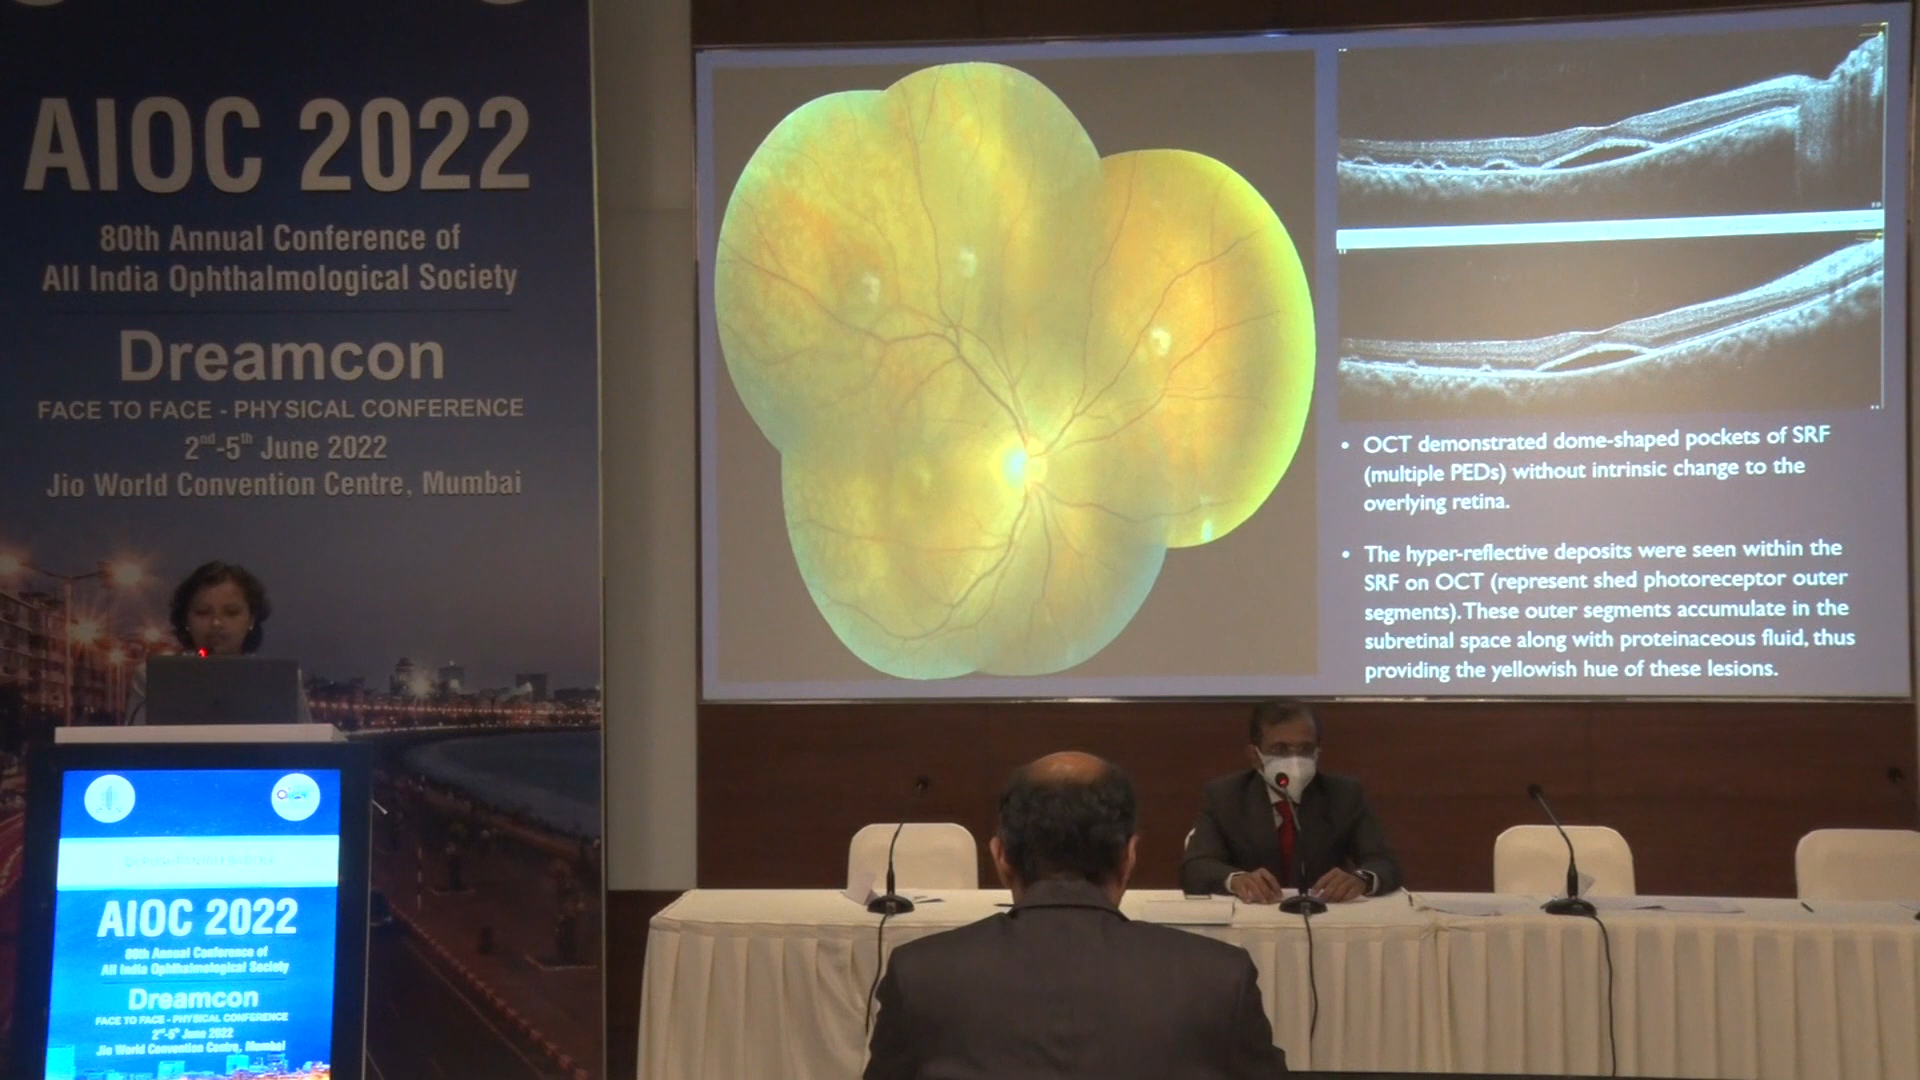 AIOC 2022
80th Annual Conference of
All India Ophthalmological Society
Dreamcon
FACE TO FACE - PHYSICAL CONFERENCE
2nd-5th June 2022
Jio World Convention Centre, Mumbai
• OCT demonstrated dome-shaped pockets of SRF
(multiple PEDs) without intrinsic change to the
overlying retina.
• The hyper-reflective deposits were seen within the
SRF on OCT (represent shed photoreceptor outer
segments). These outer segments accumulate in the
subretinal space along with proteinaceous fluid, thus
providing the yellowish hue of these lesions.
AIOC 2022
80th Annual Conference of
All India Ophthalmological Society
Dreamcon
FACE TO FACE - PHYSICAL CONFERENCE
2nd-5th June 2022
Jio World Convention Centre, Mumbai